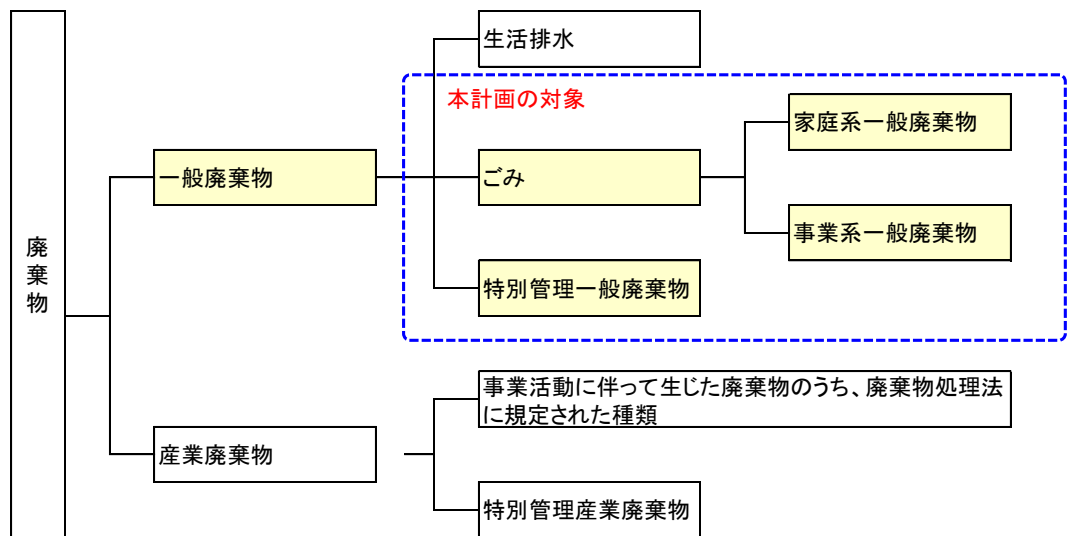 廃棄物
生活排水
本計画の対象
家庭系一般廃棄物
一般廃棄物
ごみ
事業系一般廃棄物
特別管理一般廃棄物
事業活動に伴って生じた廃棄物のうち、廃棄物処理法
に規定された種類
産業廃棄物
特別管理産業廃棄物